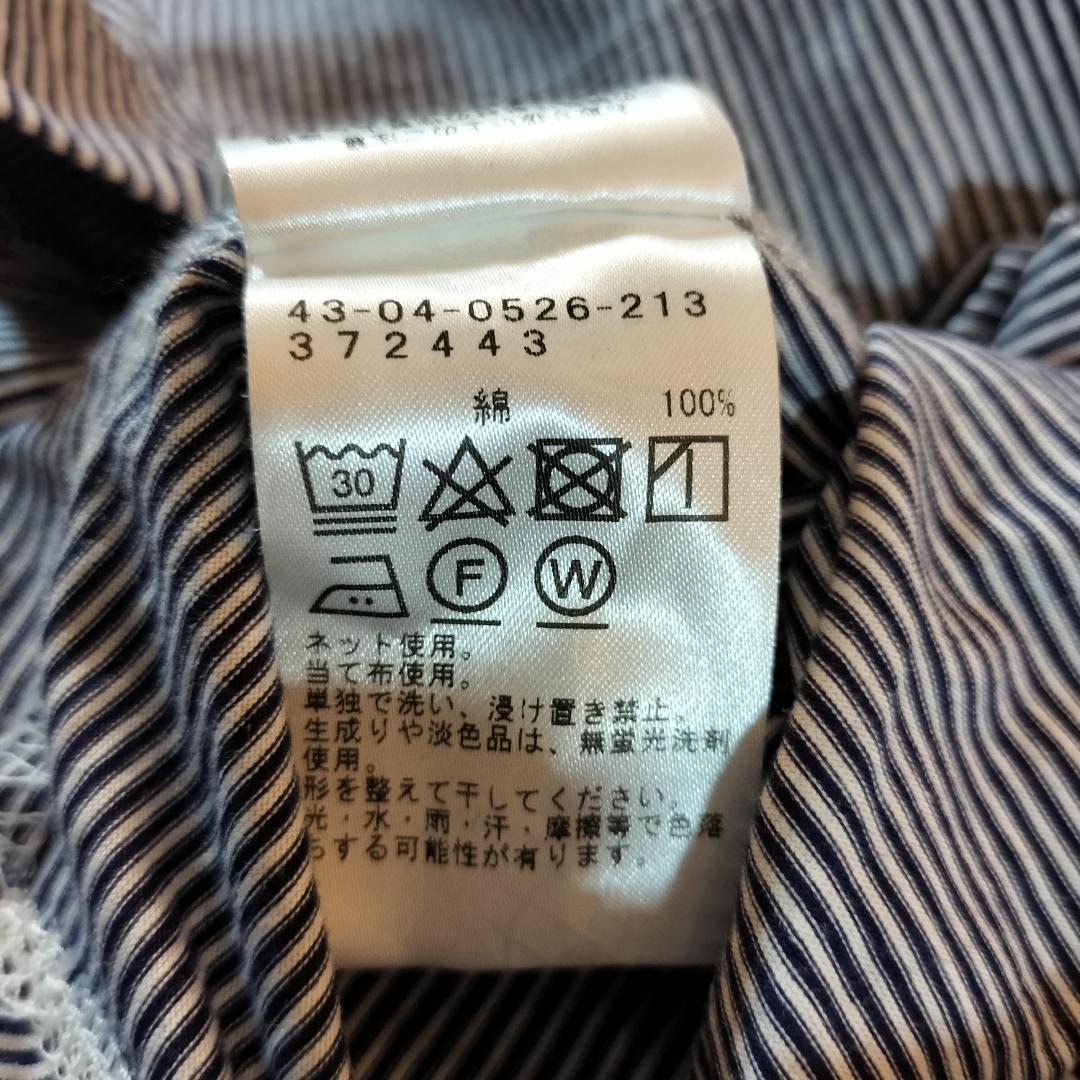 43-04-0526-213
372443
綿 100%
30
F W
ネット使用。
当て布使用。
単独で洗い、浸け置き禁止。
生成りや淡色品は、無蛍光洗剤
使用。
形を整えて干してください。
光・水・雨・汗・摩擦等で色落
ちする可能性が有ります。